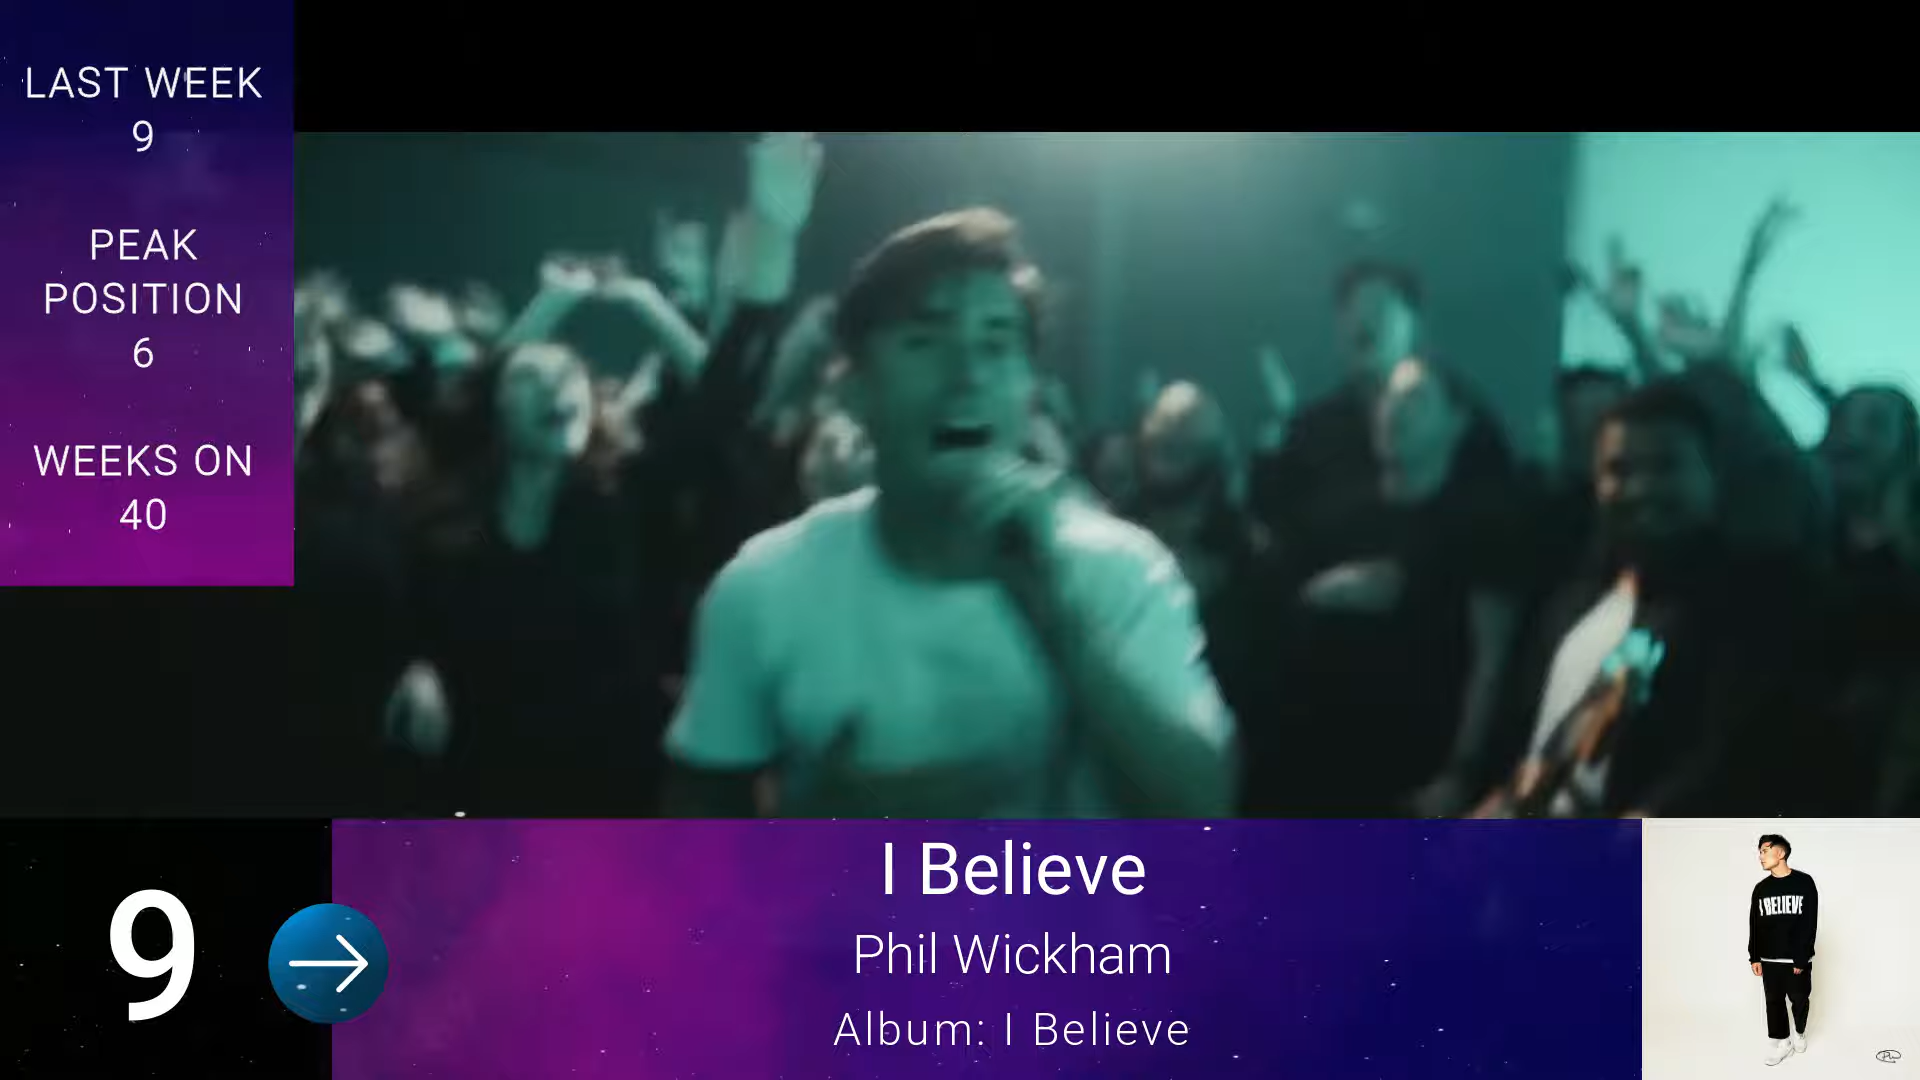 LAST WEEK
9
PEAK
POSITION
6
WEEKS ON
40
9
I Believe
Phil Wickham
Album: I Believe
I BELIEVE